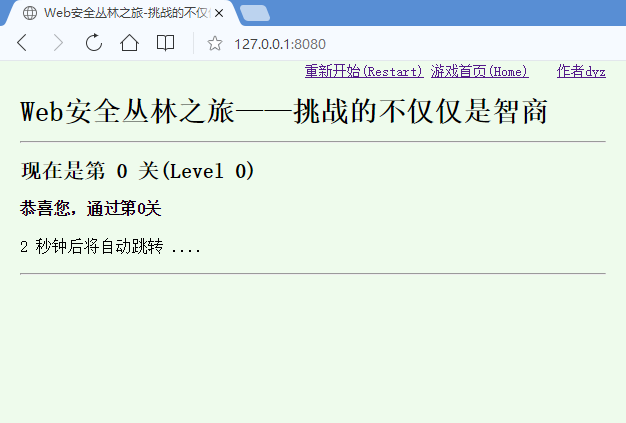 Web安全丛林之旅-挑战的不仅
127.0.0.1:8080
重新开始(Restart) 游戏首页(Home) 作者dyz
Web安全丛林之旅——挑战的不仅仅是智商
现在是第 0 关(Level 0)
恭喜您，通过第0关
2 秒钟后将自动跳转 ....